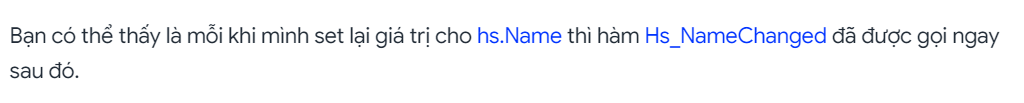 Bạn có thể thấy là mỗi khi mình set lại giá trị cho hs.Name thì hàm Hs_NameChanged đã được gọi ngay
sau đó.